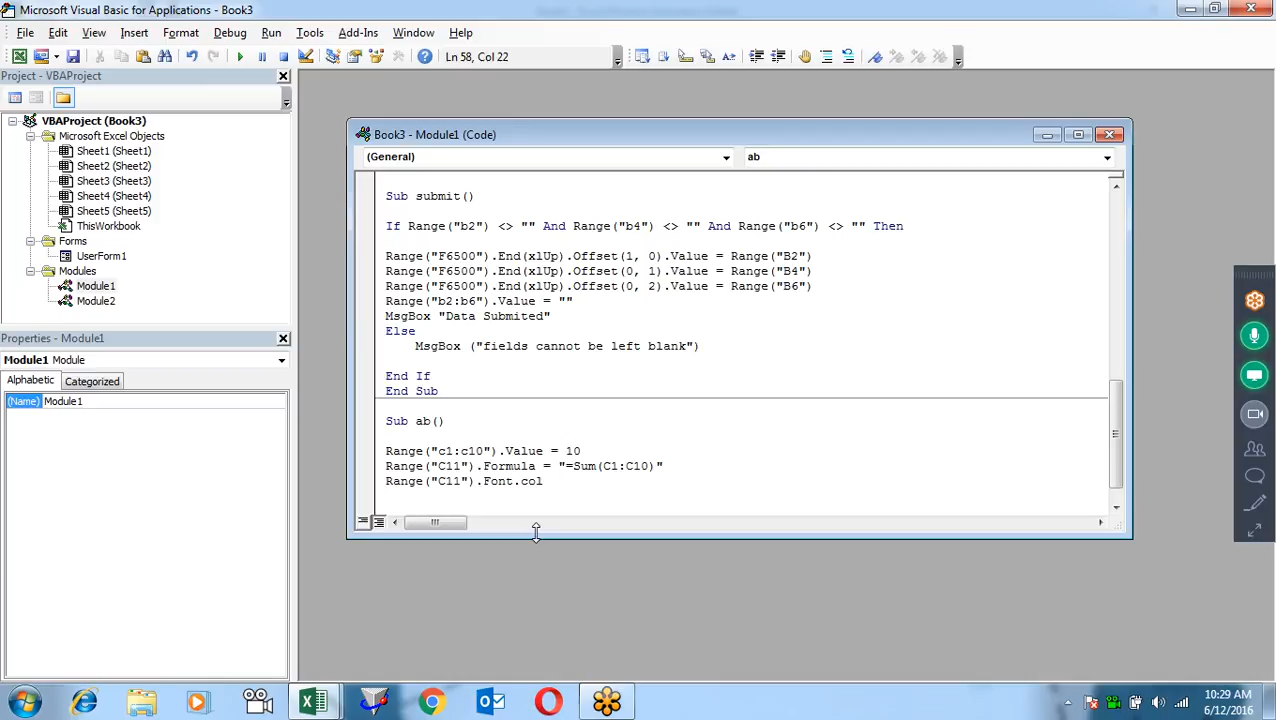 Microsoft Visual Basic for Applications - Book3
File Edit View Insert Format Debug Run Tools Add-Ins Window Help
Ln 58, Col 22
Project - VBAProject
VBAProject (Book3)
Microsoft Excel Objects
Sheet1 (Sheet1)
Sheet2 (Sheet2)
Sheet3 (Sheet3)
Sheet4 (Sheet4)
Sheet5 (Sheet5)
ThisWorkbook
Forms
UserForm1
Modules
Module1
Module2
Properties - Module1
Module1 Module
Alphabetic Categorized
(Name) Module1
Book3 - Module1 (Code)
(General) ab
Sub submit()
If Range("b2") <> "" And Range("b4") <> "" And Range("b6") <> "" Then
Range("F6500").End(xlUp).Offset(1, 0).Value = Range("B2")
Range("F6500").End(xlUp).Offset(0, 1).Value = Range("B4")
Range("F6500").End(xlUp).Offset(0, 2).Value = Range("B6")
Range("b2:b6").Value = ""
MsgBox "Data Submited"
Else
MsgBox ("fields cannot be left blank")
End If
End Sub
Sub ab()
Range("c1:c10").Value = 10
Range("C11").Formula = "=Sum(C1:C10)"
Range("C11").Font.col
10:29 AM
6/12/2016